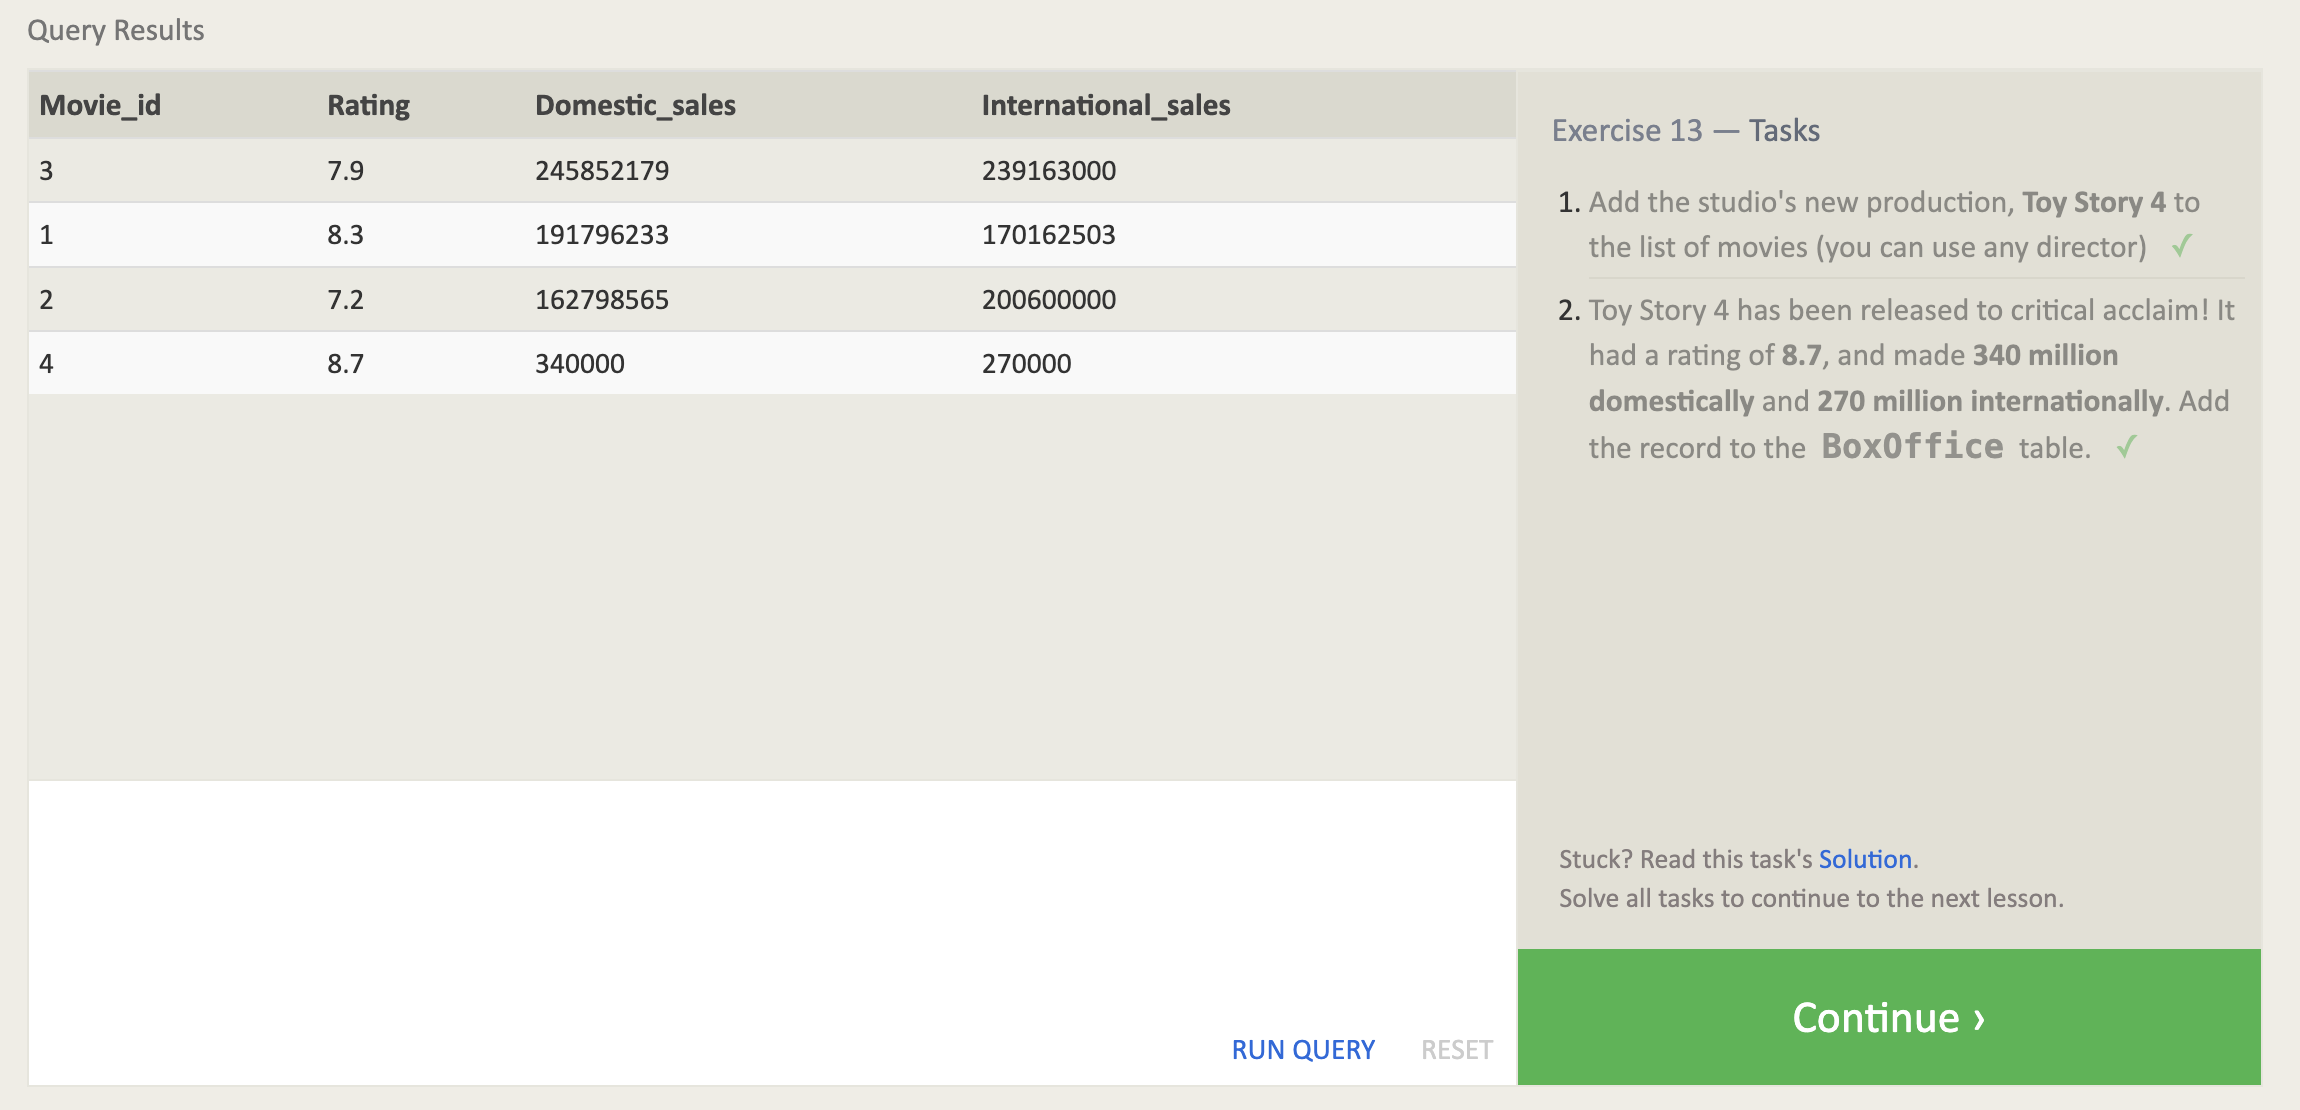 Query Results
Movie_id Rating Domestic_sales International_sales
3 7.9 245852179 239163000
1 8.3 191796233 170162503
2 7.2 162798565 200600000
4 8.7 340000 270000
RUN QUERY RESET
Exercise 13 — Tasks
1. Add the studio's new production, Toy Story 4 to
the list of movies (you can use any director) ✓
2. Toy Story 4 has been released to critical acclaim! It
had a rating of 8.7, and made 340 million
domestically and 270 million internationally. Add
the record to the BoxOffice table. ✓
Stuck? Read this task's Solution.
Solve all tasks to continue to the next lesson.
Continue ›